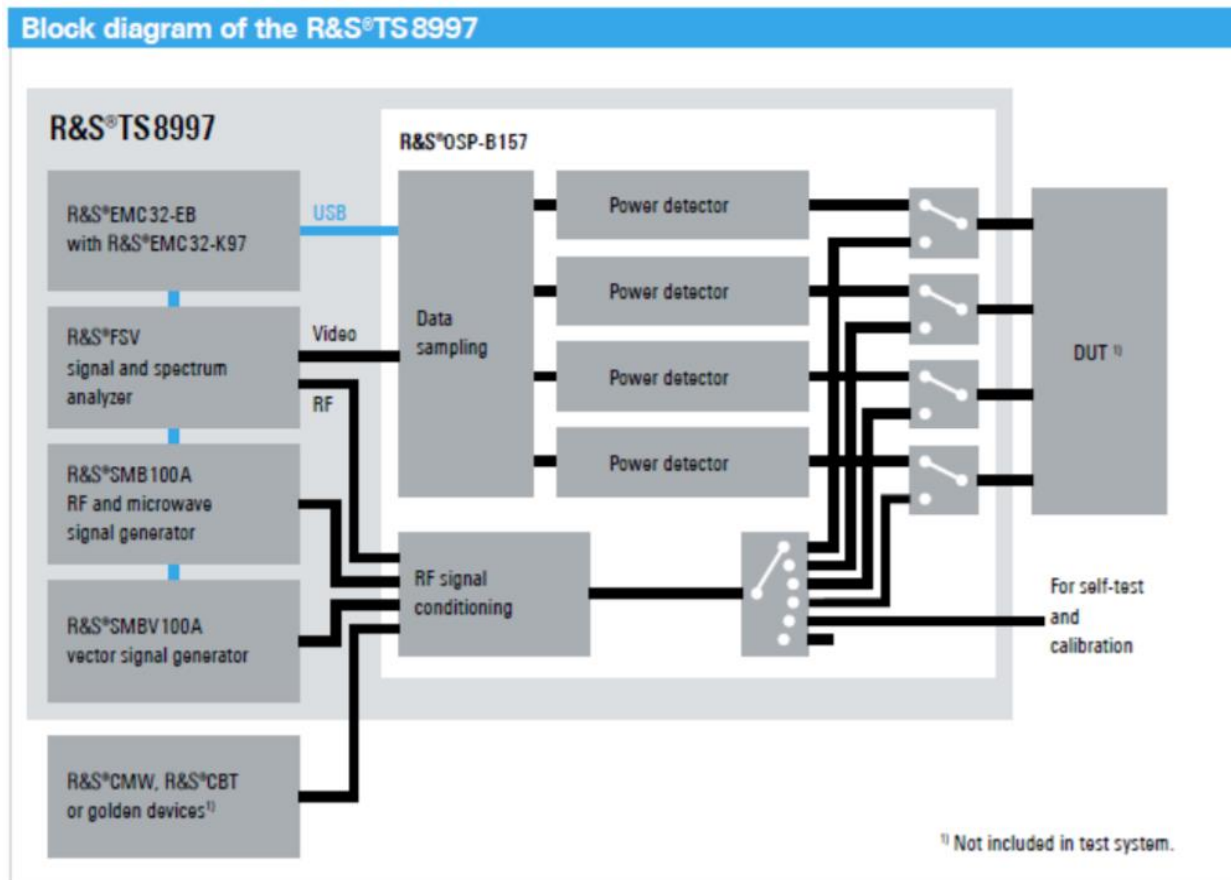 Block diagram of the R&S®TS8997
R&S®TS8997
R&S®OSP-B157
R&S®EMC32-EB
with R&S®EMC32-K97
USB
R&S®FSV
signal and spectrum
analyzer
Video
RF
R&S®SMB100A
RF and microwave
signal generator
R&S®SMBV100A
vector signal generator
R&S®CMW, R&S®CBT
or golden devices¹⁾
Data
sampling
Power detector
Power detector
Power detector
Power detector
RF signal
conditioning
DUT ¹⁾
For self-test
and
calibration
¹⁾ Not included in test system.